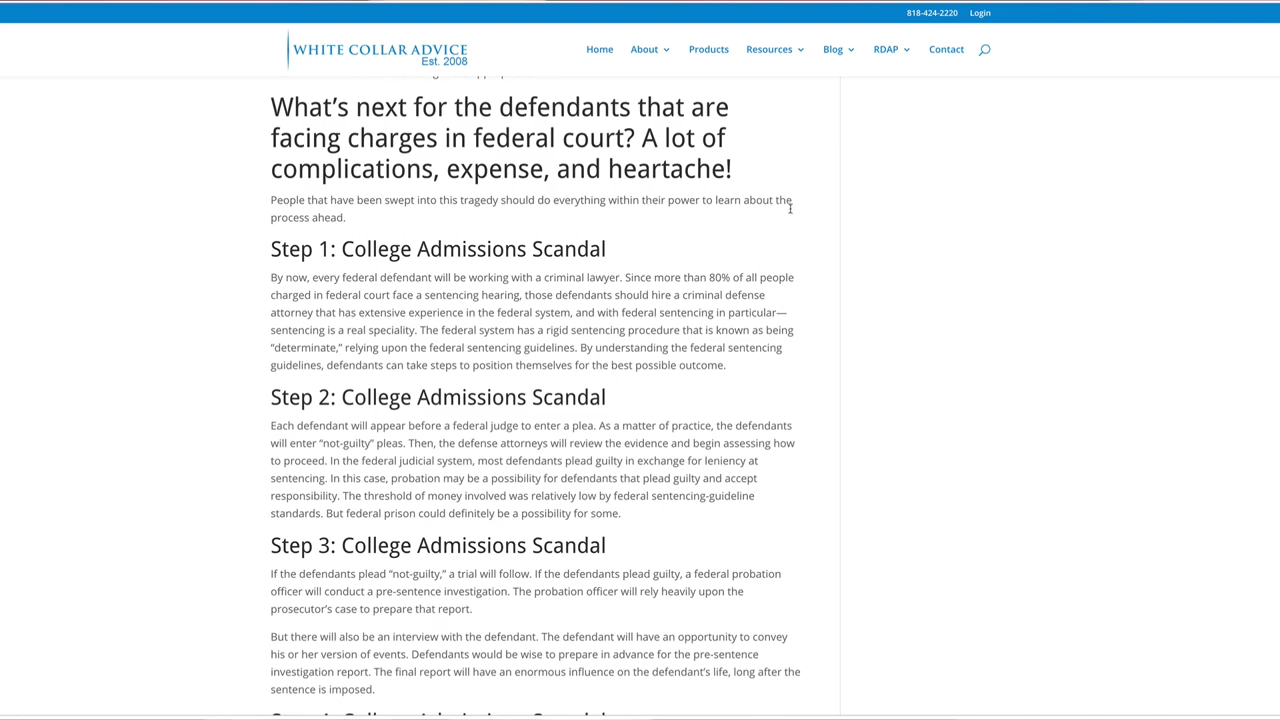 818-424-2220 Login
WHITE COLLAR ADVICE
Est. 2008
Home About Products Resources Blog RDAP Contact
What’s next for the defendants that are
facing charges in federal court? A lot of
complications, expense, and heartache!
People that have been swept into this tragedy should do everything within their power to learn about the
process ahead.
Step 1: College Admissions Scandal
By now, every federal defendant will be working with a criminal lawyer. Since more than 80% of all people
charged in federal court face a sentencing hearing, those defendants should hire a criminal defense
attorney that has extensive experience in the federal system, and with federal sentencing in particular—
sentencing is a real speciality. The federal system has a rigid sentencing procedure that is known as being
“determinate,” relying upon the federal sentencing guidelines. By understanding the federal sentencing
guidelines, defendants can take steps to position themselves for the best possible outcome.
Step 2: College Admissions Scandal
Each defendant will appear before a federal judge to enter a plea. As a matter of practice, the defendants
will enter “not-guilty” pleas. Then, the defense attorneys will review the evidence and begin assessing how
to proceed. In the federal judicial system, most defendants plead guilty in exchange for leniency at
sentencing. In this case, probation may be a possibility for defendants that plead guilty and accept
responsibility. The threshold of money involved was relatively low by federal sentencing-guideline
standards. But federal prison could definitely be a possibility for some.
Step 3: College Admissions Scandal
If the defendants plead “not-guilty,” a trial will follow. If the defendants plead guilty, a federal probation
officer will conduct a pre-sentence investigation. The probation officer will rely heavily upon the
prosecutor’s case to prepare that report.
But there will also be an interview with the defendant. The defendant will have an opportunity to convey
his or her version of events. Defendants would be wise to prepare in advance for the pre-sentence
investigation report. The final report will have an enormous influence on the defendant’s life, long after the
sentence is imposed.